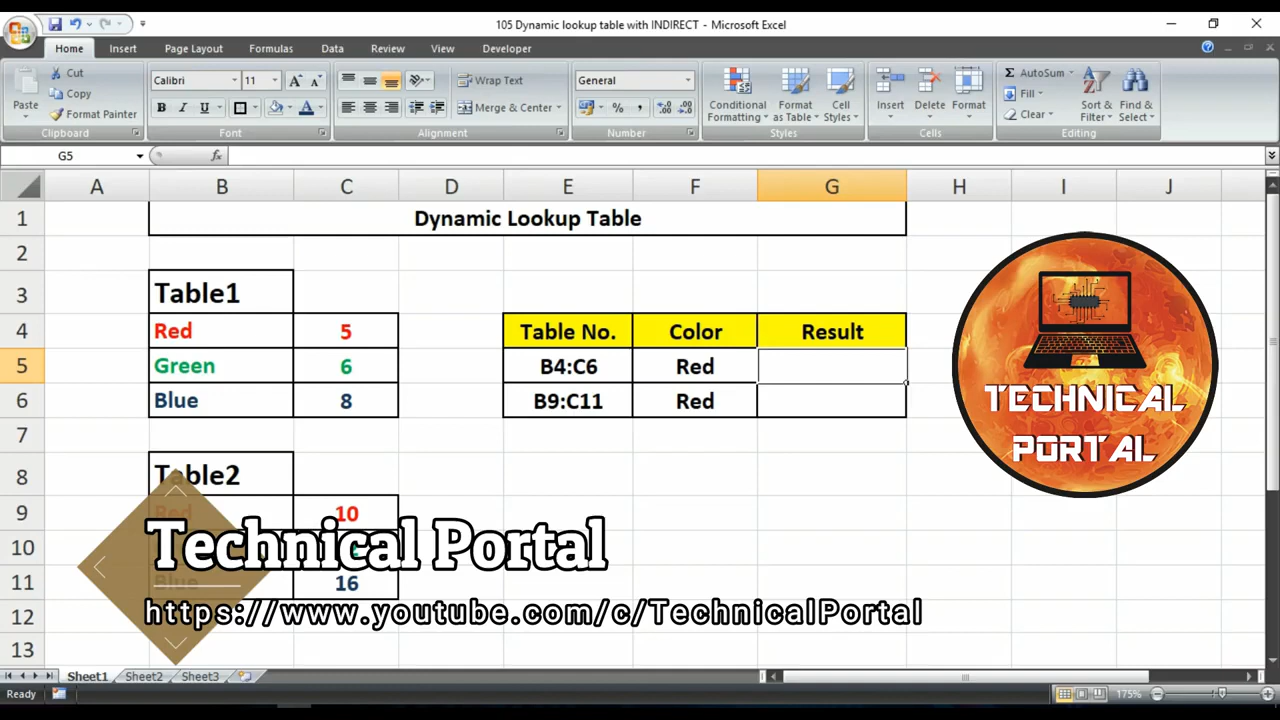 105 Dynamic lookup table with INDIRECT - Microsoft Excel
Home Insert Page Layout Formulas Data Review View Developer
Paste Cut Copy Format Painter Clipboard
Calibri 11 B I U Font
Wrap Text Merge & Center Alignment
General % , Number
Conditional Formatting Format as Table Cell Styles Styles
Insert Delete Format Cells
Σ AutoSum Fill Clear Sort & Filter Find & Select Editing
G5 fx
A B C D E F G H I J
1 Dynamic Lookup Table
2
3 Table1
4 Red 5 Table No. Color Result
5 Green 6 B4:C6 Red
6 Blue 8 B9:C11 Red
7
8 Table2
9 Red 10
10
11 Blue 16
12
13
TECHNICAL
PORTAL
Technical Portal
https://www.youtube.com/c/TechnicalPortal
Sheet1 Sheet2 Sheet3
Ready 175%